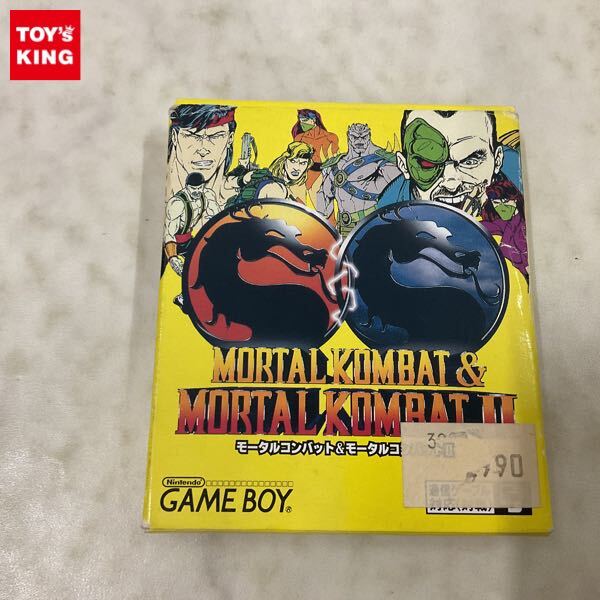 TOY'S
KING
MORTAL KOMBAT &
MORTAL KOMBAT II
モータルコンバット&モータルコ
Nintendo
GAME BOY®
90